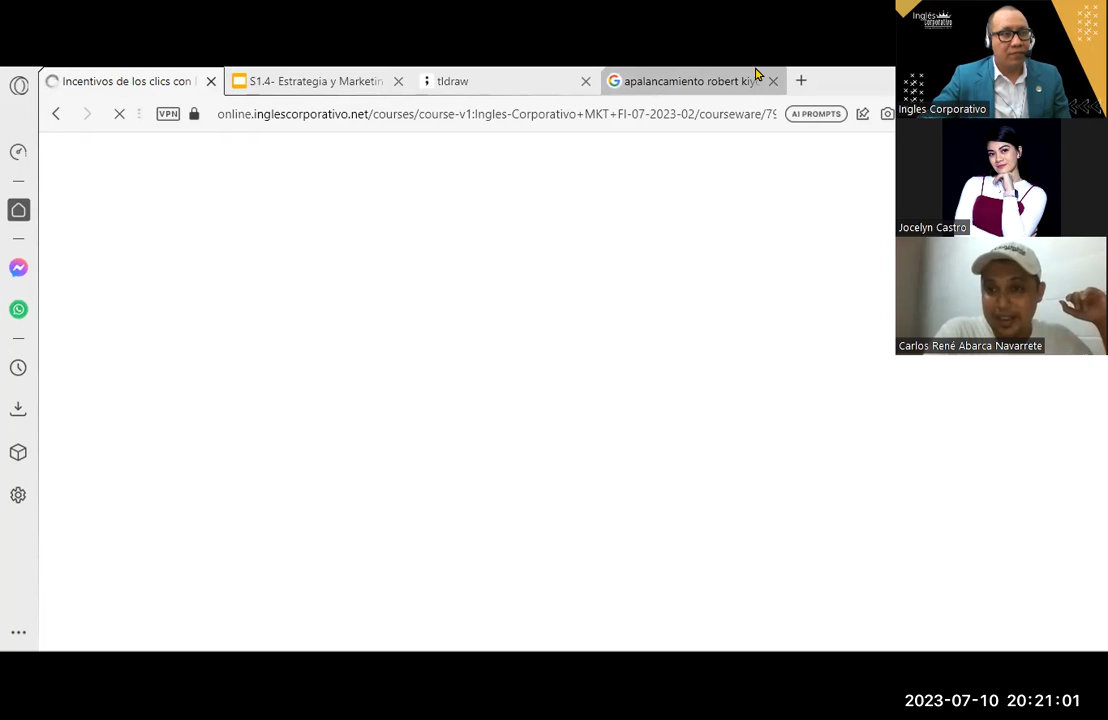 Incentivos de los clics con
S1.4- Estrategia y Marketin
tldraw
apalancamiento robert kiy
VPN
online.inglescorporativo.net/courses/course-v1:Ingles-Corporativo+MKT+FI-07-2023-02/courseware/79
AI PROMPTS
Inglés
Corporativo
Ingles Corporativo
Jocelyn Castro
Carlos René Abarca Navarrete
2023-07-10 20:21:01